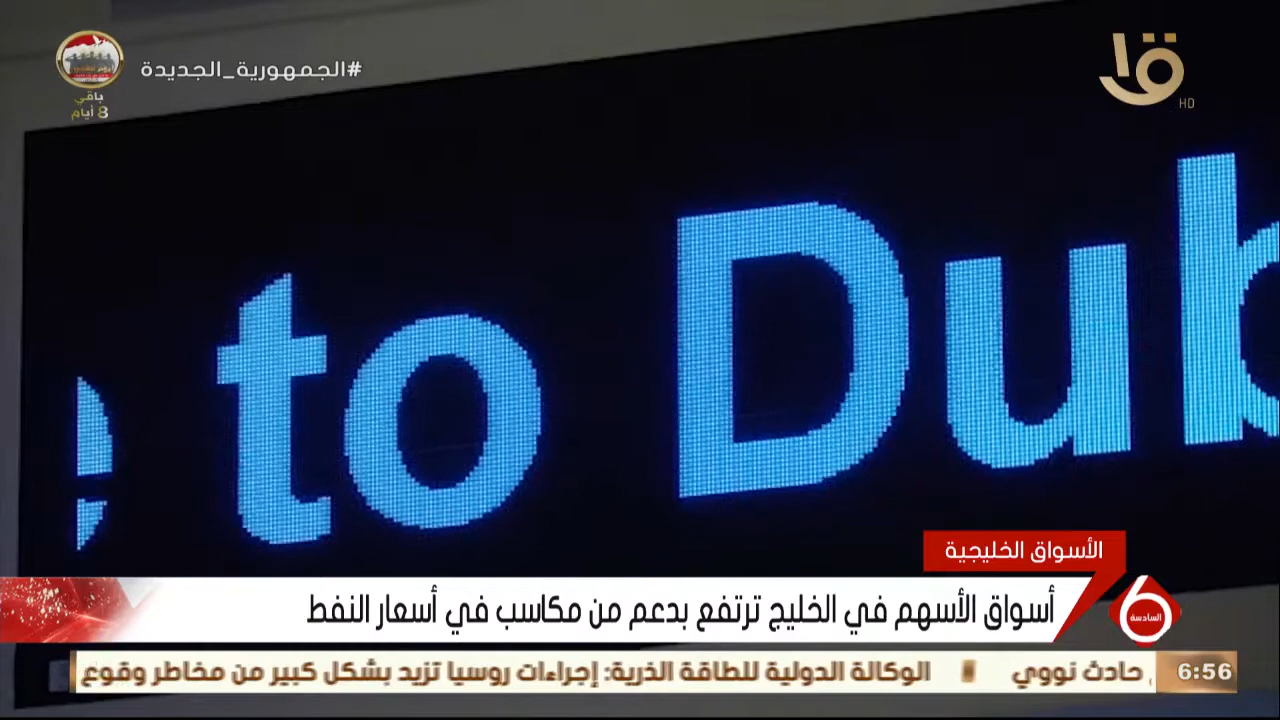 #الجمهورية_الجديدة
باقي
8 أيام
HD
to Dub
الأسواق الخليجية
أسواق الأسهم في الخليج ترتفع بدعم من مكاسب في أسعار النفط
6
السادسة
حادث نووي الوكالة الدولية للطاقة الذرية: إجراءات روسيا تزيد بشكل كبير من مخاطر وقوع
6:56